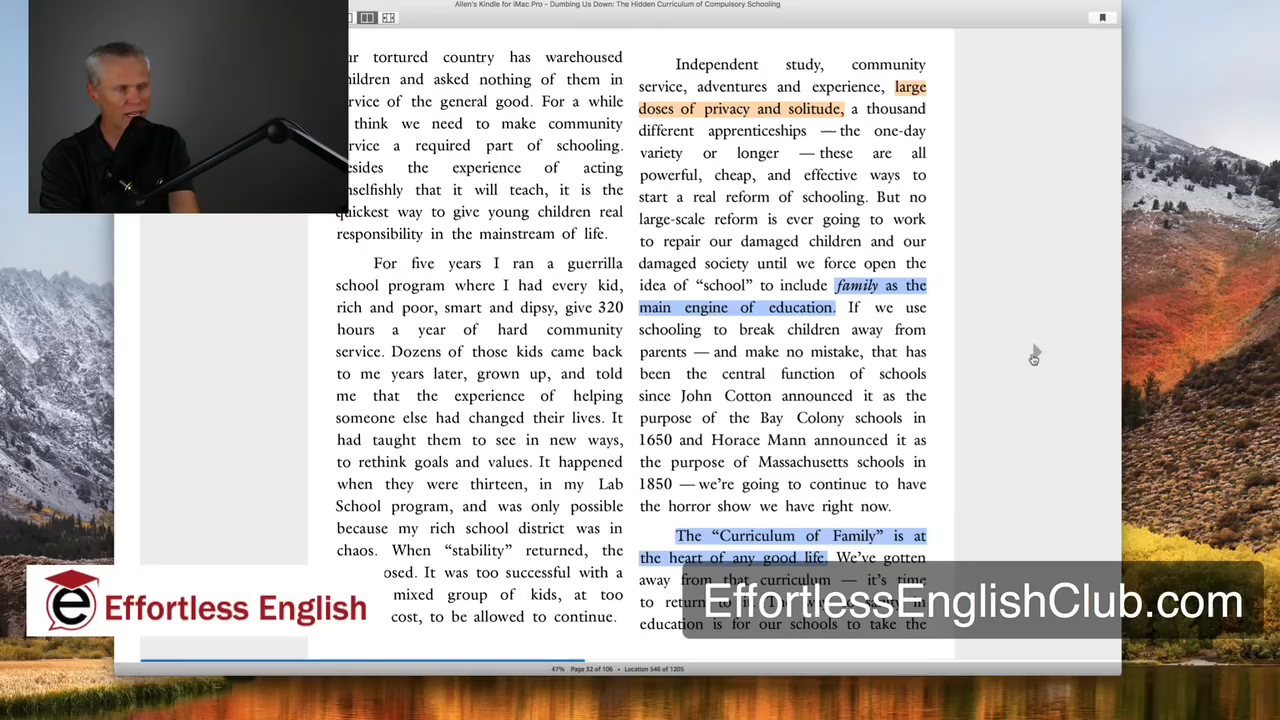 Allen's Kindle for iMac Pro - Dumbing Us Down: The Hidden Curriculum of Compulsory Schooling
tortured country has warehoused
children and asked nothing of them in
of the general good. For a while
think we need to make community
a required part of schooling.
the experience of acting
that it will teach, it is the
quickest way to give young children real
responsibility in the mainstream of life.
For five years I ran a guerrilla
school program where I had every kid,
rich and poor, smart and dipsy, give 320
hours a year of hard community
service. Dozens of those kids came back
to me years later, grown up, and told
me that the experience of helping
someone else had changed their lives. It
had taught them to see in new ways,
to rethink goals and values. It happened
when they were thirteen, in my Lab
School program, and was only possible
because my rich school district was in
chaos. When “stability” returned, the
osed. It was too successful with a
mixed group of kids, at too
cost, to be allowed to continue.
Independent study, community
service, adventures and experience, large
doses of privacy and solitude, a thousand
different apprenticeships — the one-day
variety or longer — these are all
powerful, cheap, and effective ways to
start a real reform of schooling. But no
large-scale reform is ever going to work
to repair our damaged children and our
damaged society until we force open the
idea of “school” to include family as the
main engine of education. If we use
schooling to break children away from
parents — and make no mistake, that has
been the central function of schools
since John Cotton announced it as the
purpose of the Bay Colony schools in
1650 and Horace Mann announced it as
the purpose of Massachusetts schools in
1850 — we’re going to continue to have
the horror show we have right now.
The “Curriculum of Family” is at
the heart of any good life. We’ve gotten
away from that curriculum — it’s time
to return to it. The way to sanity in
education is for our schools to take the
e Effortless English
EffortlessEnglishClub.com
47% Page 32 of 106 Location 546 of 1205